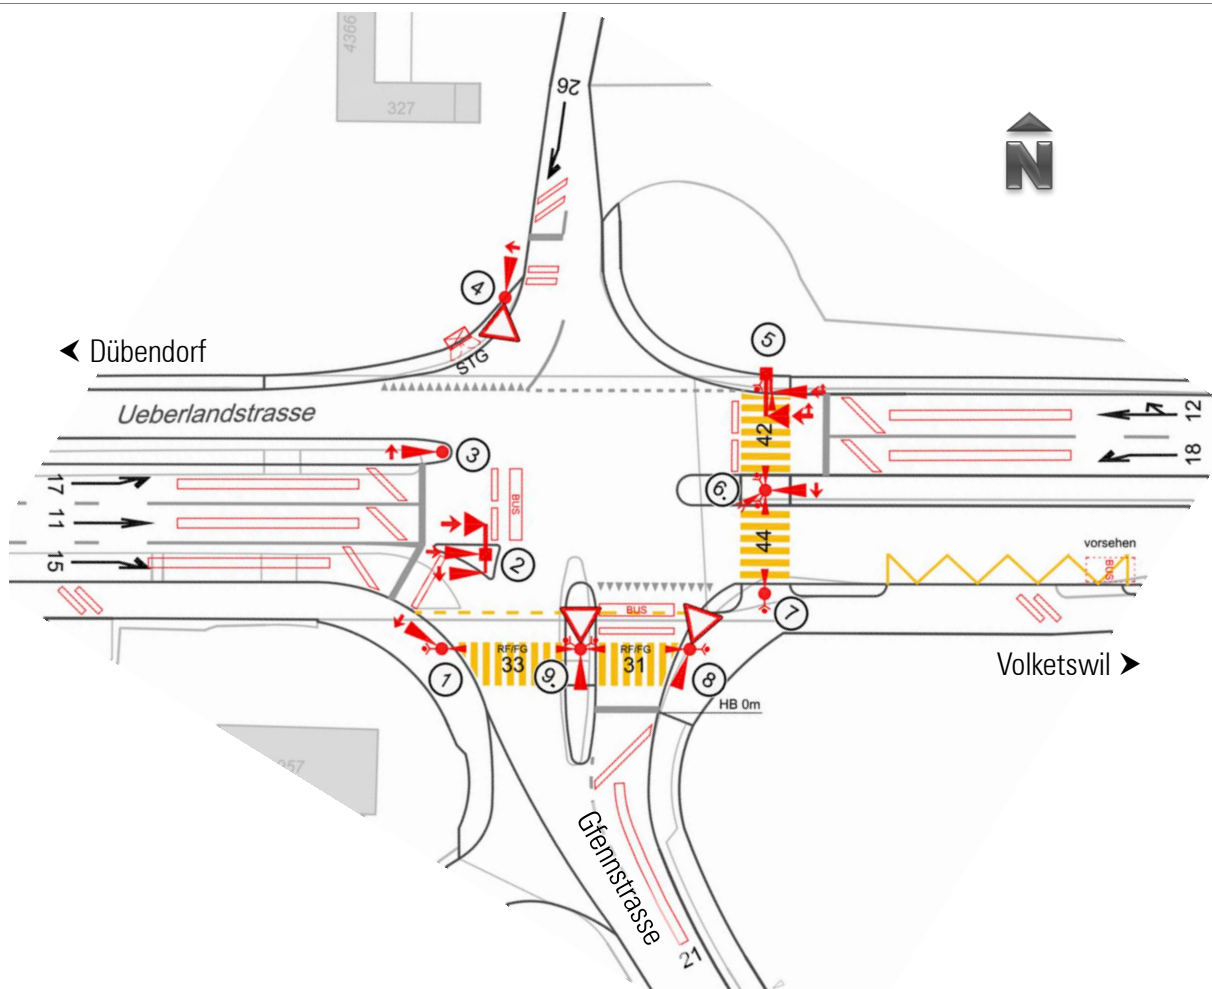 4366
327
26
N
4
5
STG
Dübendorf
Ueberlandstrasse
12
42
18
3
6.
17
11
15
BUS
44
2
vorsehen
BUS
7
BUS
RF/FG
33
RF/FG
31
1
9.
8
Volketswil
HB 0m
Gfennstrasse
21